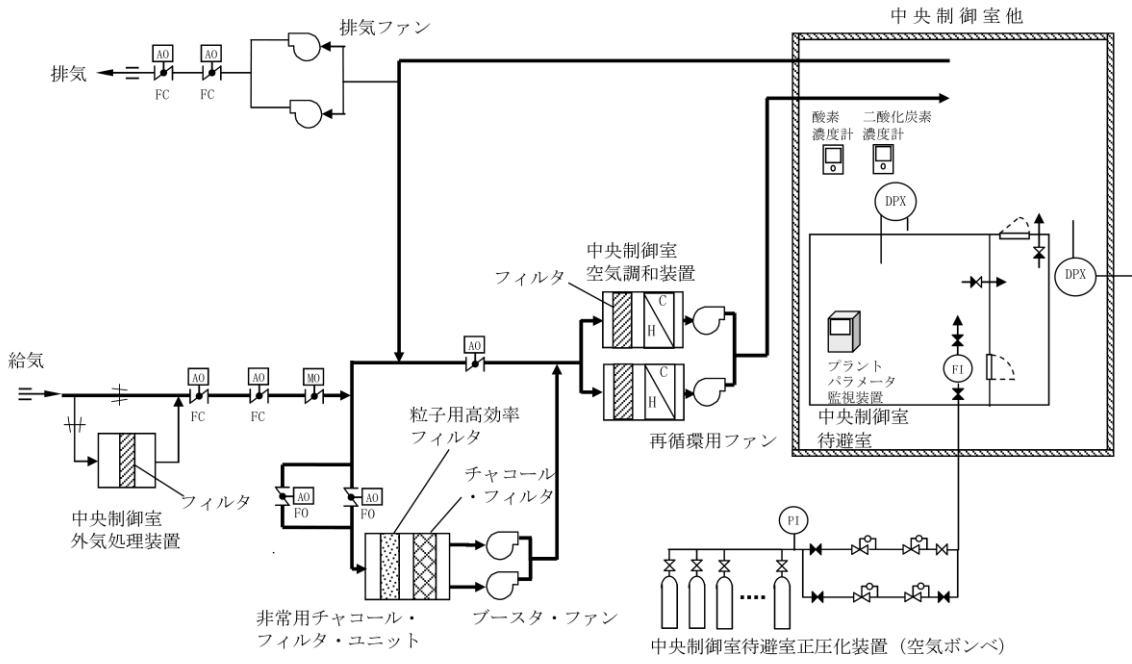 中央制御室他
排気ファン
AO
AO
排気
FC
FC
酸素
濃度計
二酸化炭素
濃度計
DPX
DPX
中央制御室
空気調和装置
フィルタ
C
H
C
H
AO
再循環用ファン
プラント
パラメータ
監視装置
FI
中央制御室
待避室
給気
AO
AO
MO
FC
FC
粒子用高効率
フィルタ
チャコール
・フィルタ
フィルタ
中央制御室
外気処理装置
AO
FO
AO
FO
非常用チャコール・
フィルタ・ユニット
ブースタ・ファン
PI
中央制御室待避室正圧化装置（空気ボンベ）